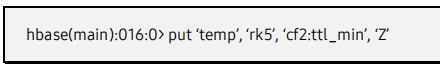 hbase(main):016:0> put ‘temp’, ‘rk5’, ‘cf2:ttl_min’, ‘Z’